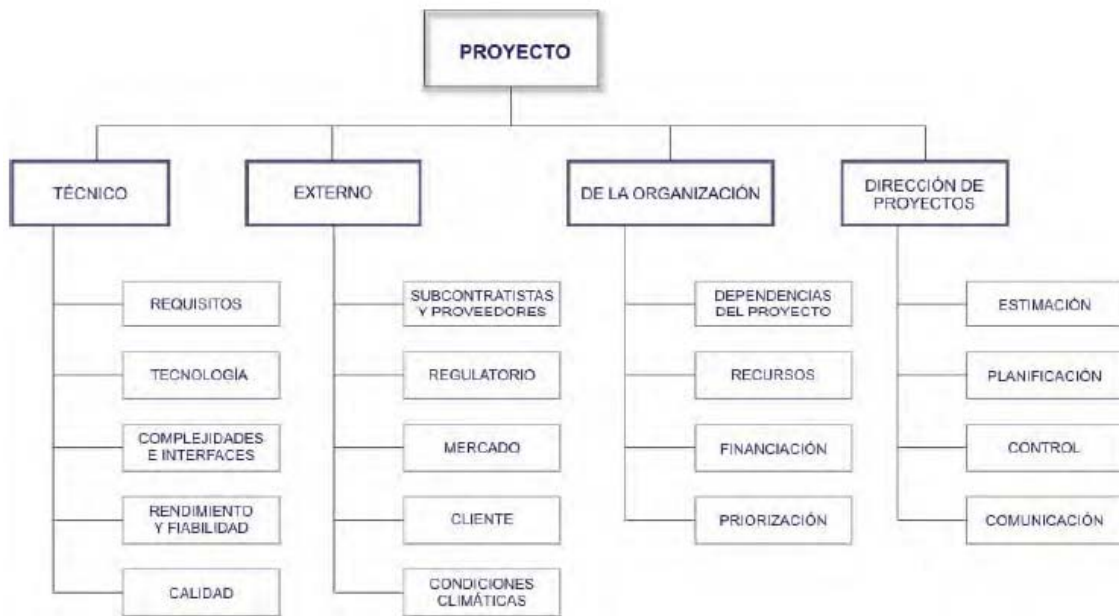 PROYECTO
TÉCNICO
EXTERNO
DE LA ORGANIZACIÓN
DIRECCIÓN DE
PROYECTOS
REQUISITOS
TECNOLOGÍA
COMPLEJIDADES
E INTERFACES
RENDIMIENTO
Y FIABILIDAD
CALIDAD
SUBCONTRATISTAS
Y PROVEEDORES
REGULATORIO
MERCADO
CLIENTE
CONDICIONES
CLIMÁTICAS
DEPENDENCIAS
DEL PROYECTO
RECURSOS
FINANCIACIÓN
PRIORIZACIÓN
ESTIMACIÓN
PLANIFICACIÓN
CONTROL
COMUNICACIÓN